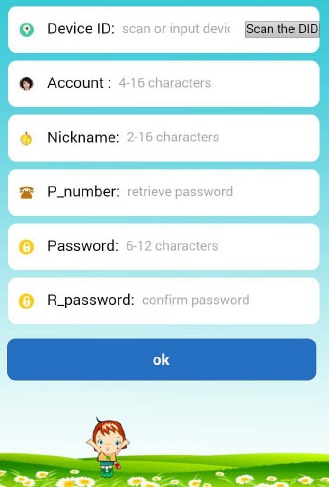 Device ID: scan or input devic Scan the DID
Account : 4-16 characters
Nickname: 2-16 characters
P_number: retrieve password
Password: 6-12 characters
R_password: confirm password
ok